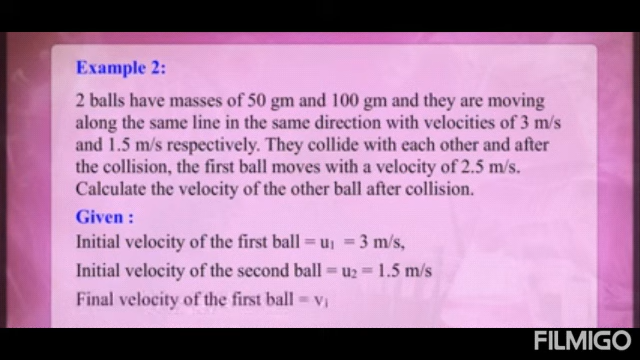 Example 2:
2 balls have masses of 50 gm and 100 gm and they are moving
along the same line in the same direction with velocities of 3 m/s
and 1.5 m/s respectively. They collide with each other and after
the collision, the first ball moves with a velocity of 2.5 m/s.
Calculate the velocity of the other ball after collision.
Given :
Initial velocity of the first ball = u₁ = 3 m/s,
Initial velocity of the second ball = u₂ = 1.5 m/s
Final velocity of the first ball = v₁
FILMIGO